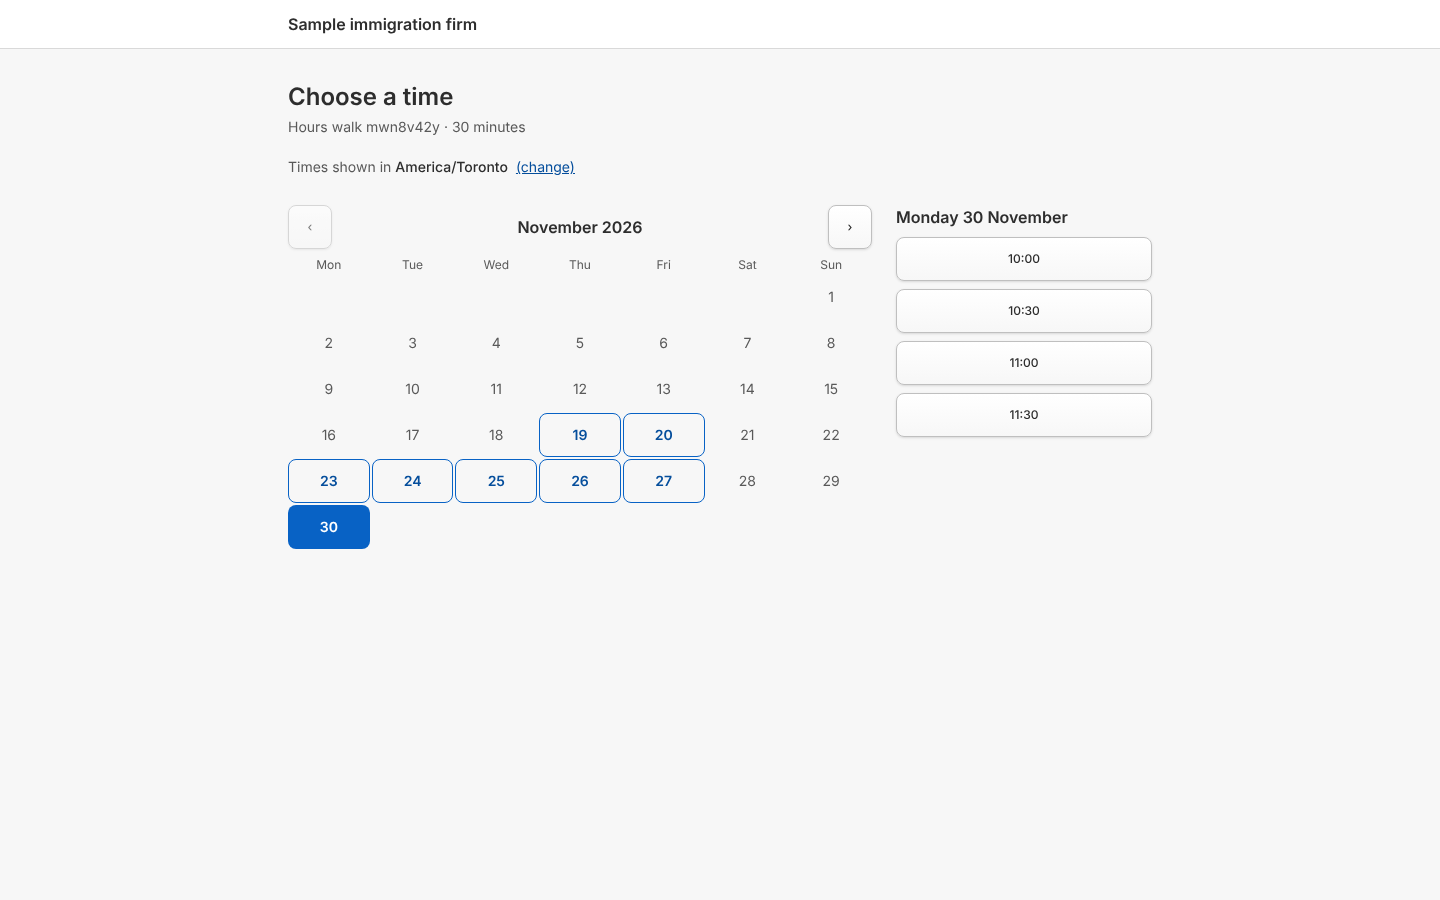 Sample immigration firm
Choose a time
Hours walk mwn8v42y · 30 minutes
Times shown in America/Toronto (change)
‹ November 2026 ›
Mon Tue Wed Thu Fri Sat Sun
1
2 3 4 5 6 7 8
9 10 11 12 13 14 15
16 17 18 19 20 21 22
23 24 25 26 27 28 29
30
Monday 30 November
10:00
10:30
11:00
11:30